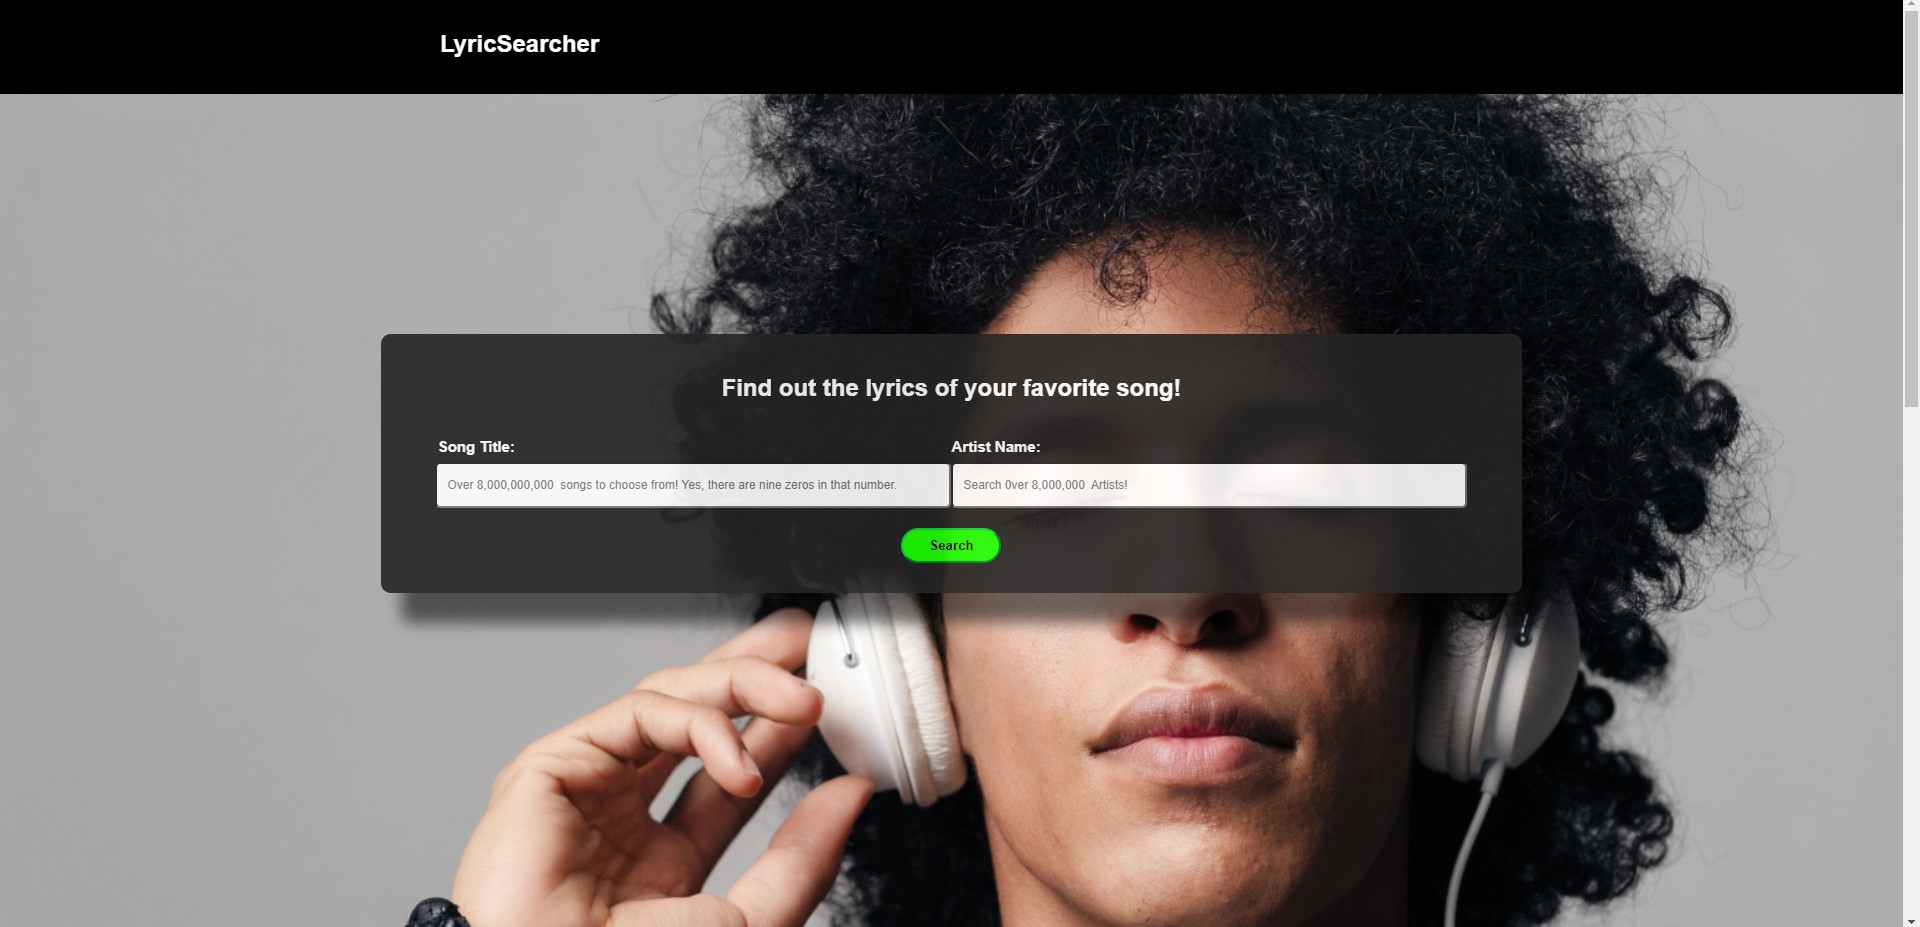 LyricSearcher
Find out the lyrics of your favorite song!
Song Title:
Artist Name:
Over 8,000,000,000  songs to choose from! Yes, there are nine zeros in that number.
Search 0ver 8,000,000  Artists!
Search